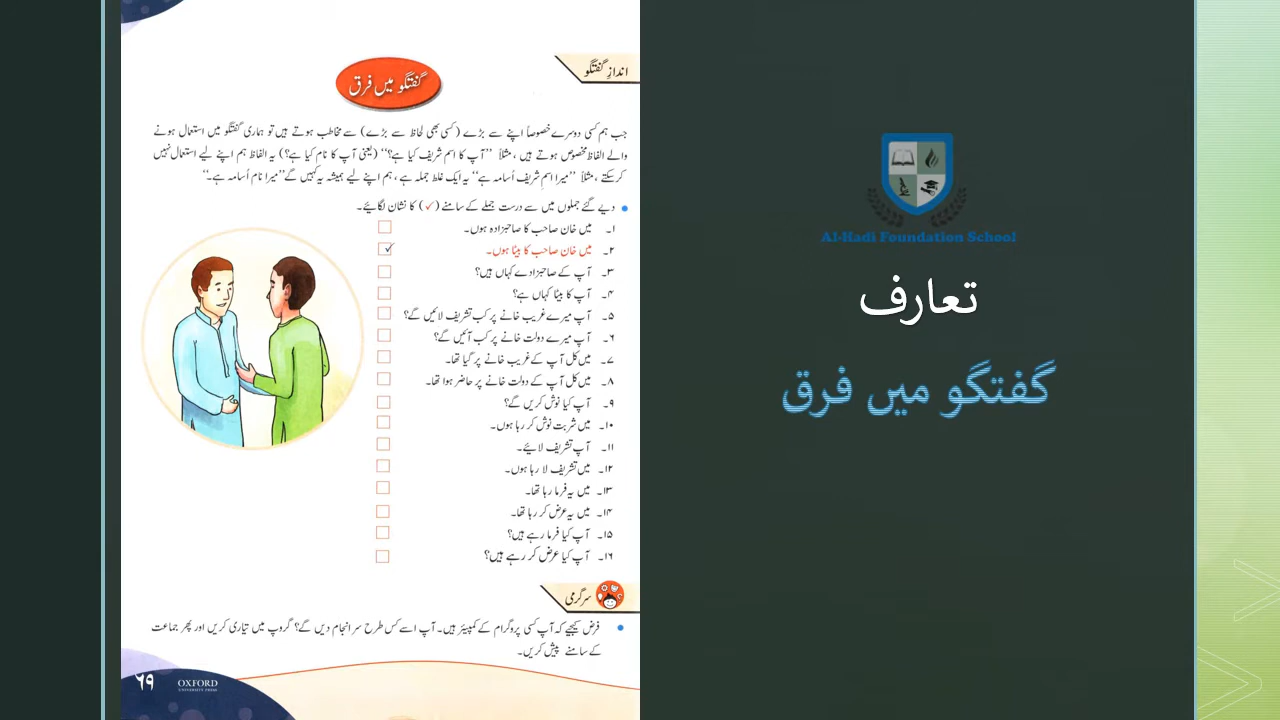 اندازِ گفتگو
گفتگو میں فرق
جب ہم کسی دوسرے خصوصاً اپنے سے بڑے (کسی بھی لحاظ سے بڑے) سے مخاطب ہوتے ہیں تو ہماری گفتگو میں استعمال ہونے
والے الفاظ مخصوص ہوتے ہیں، مثلاً ”آپ کا اسم شریف کیا ہے؟“ (یعنی آپ کا نام کیا ہے؟) یہ الفاظ ہم اپنے لیے استعمال نہیں
کرسکتے، مثلاً ”میرا اسمِ شریف اُسامہ ہے“ یہ ایک غلط جملہ ہے، ہم اپنے لیے ہمیشہ یہ کہیں گے ”میرا نام اُسامہ ہے۔“
• دیے گئے جملوں میں سے درست جملے کے سامنے (✓) کا نشان لگائیے۔
۱۔ میں خان صاحب کا صاحبزادہ ہوں۔
۲۔ میں خان صاحب کا بیٹا ہوں۔ ✓
۳۔ آپ کے صاحبزادے کہاں ہیں؟
۴۔ آپ کا بیٹا کہاں ہے؟
۵۔ آپ میرے غریب خانے پر کب تشریف لائیں گے؟
۶۔ آپ میرے دولت خانے پر کب آئیں گے؟
۷۔ میں کل آپ کے غریب خانے پر گیا تھا۔
۸۔ میں کل آپ کے دولت خانے پر حاضر ہوا تھا۔
۹۔ آپ کیا نوش کریں گے؟
۱۰۔ میں شربت نوش کر رہا ہوں۔
۱۱۔ آپ تشریف لائیے۔
۱۲۔ میں تشریف لا رہا ہوں۔
۱۳۔ میں یہ فرما رہا تھا۔
۱۴۔ میں یہ عرض کر رہا تھا۔
۱۵۔ آپ کیا فرما رہے ہیں؟
۱۶۔ آپ کیا عرض کر رہے ہیں؟
سرگرمی
• فرض کیجیے کہ آپ کسی پروگرام کے کمپیئر ہیں۔ آپ اسے کس طرح سرانجام دیں گے؟ گروپ میں تیاری کریں اور پھر جماعت
کے سامنے پیش کریں۔
۶۹
OXFORD
UNIVERSITY PRESS
Al-Hadi Foundation School
تعارف
گفتگو میں فرق